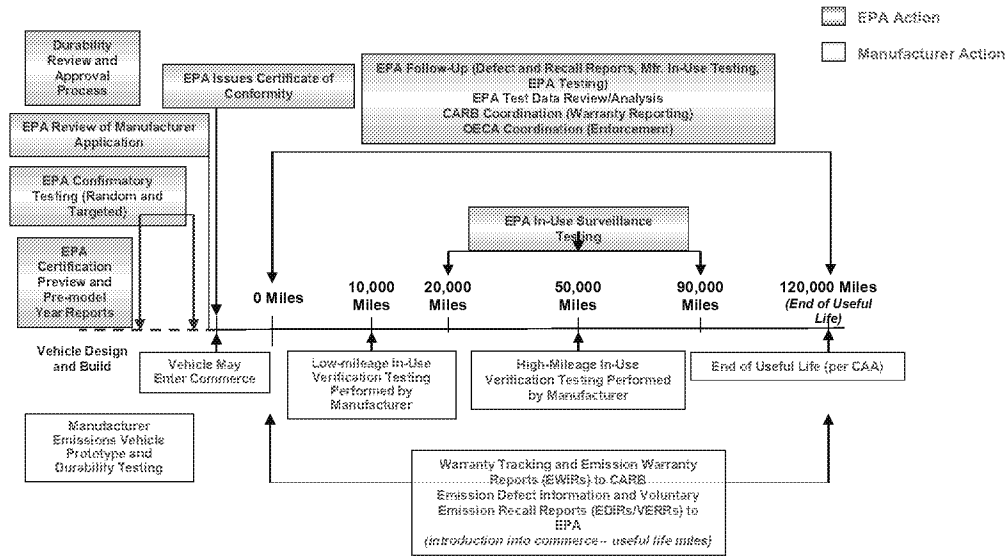 EPA Action
Manufacturer Action
Durability
Review and
Approval
Process
EPA Issues Certificate of
Conformity
EPA Follow-Up (Defect and Recall Reports, Mfr. In-Use Testing,
EPA Testing)
EPA Test Data Review/Analysis
CARB Coordination (Warranty Reporting)
OECA Coordination (Enforcement)
EPA Review of Manufacturer
Application
EPA Confirmatory
Testing (Random and
Targeted)
EPA In-Use Surveillance
Testing
EPA
Certification
Preview and
Pre-model
Year Reports
0 Miles
10,000
Miles
20,000
Miles
50,000
Miles
90,000
Miles
120,000 Miles
(End of Useful
Life)
Vehicle Design
and Build
Vehicle May
Enter Commerce
Low-mileage In-Use
Verification Testing
Performed by
Manufacturer
High-Mileage In-Use
Verification Testing Performed
by Manufacturer
End of Useful Life (per CAA)
Manufacturer
Emissions Vehicle
Prototype and
Durability Testing
Warranty Tracking and Emission Warranty
Reports (EWIRs) to CARB
Emission Defect Information and Voluntary
Emission Recall Reports (EDIRs/VERRs) to
EPA
(introduction into commerce – useful life miles)